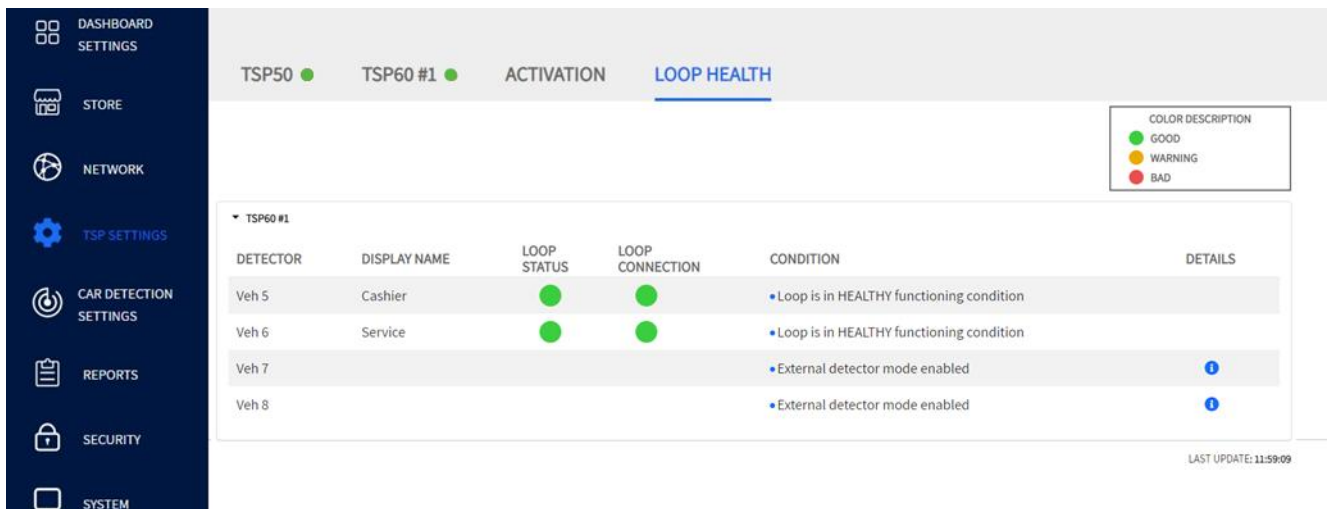 DASHBOARD
SETTINGS
STORE
NETWORK
TSP SETTINGS
CAR DETECTION
SETTINGS
REPORTS
SECURITY
SYSTEM
TSP50 TSP60 #1 ACTIVATION LOOP HEALTH
COLOR DESCRIPTION
GOOD
WARNING
BAD
TSP60 #1
DETECTOR DISPLAY NAME LOOP STATUS LOOP CONNECTION CONDITION DETAILS
Veh 5 Cashier •Loop is in HEALTHY functioning condition
Veh 6 Service •Loop is in HEALTHY functioning condition
Veh 7 •External detector mode enabled
Veh 8 •External detector mode enabled
LAST UPDATE: 11:59:09